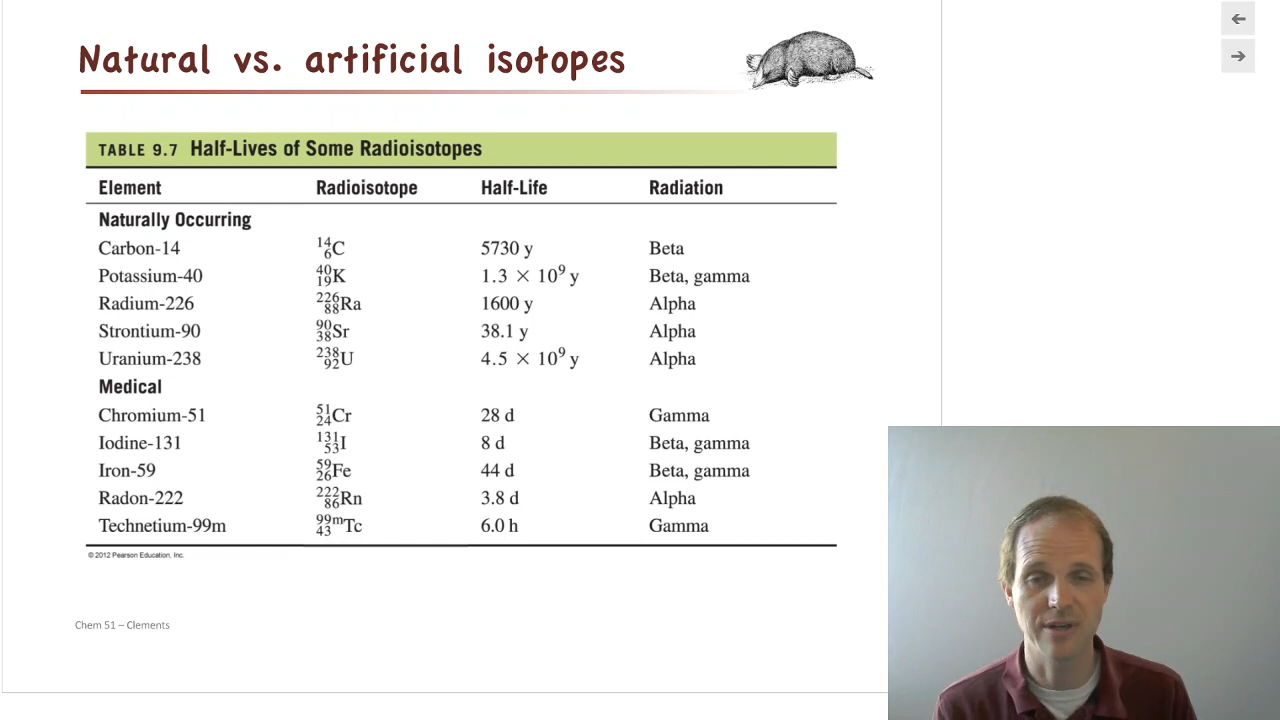 Natural vs. artificial isotopes
TABLE 9.7 Half-Lives of Some Radioisotopes
Element Radioisotope Half-Life Radiation
Naturally Occurring
Carbon-14 ¹⁴₆C 5730 y Beta
Potassium-40 ⁴⁰₁₉K 1.3 × 10⁹ y Beta, gamma
Radium-226 ²²⁶₈₈Ra 1600 y Alpha
Strontium-90 ⁹⁰₃₈Sr 38.1 y Alpha
Uranium-238 ²³⁸₉₂U 4.5 × 10⁹ y Alpha
Medical
Chromium-51 ⁵¹₂₄Cr 28 d Gamma
Iodine-131 ¹³¹₅₃I 8 d Beta, gamma
Iron-59 ⁵⁹₂₆Fe 44 d Beta, gamma
Radon-222 ²²²₈₆Rn 3.8 d Alpha
Technetium-99m ⁹⁹ᵐ₄₃Tc 6.0 h Gamma
© 2012 Pearson Education, Inc.
Chem 51 – Clements